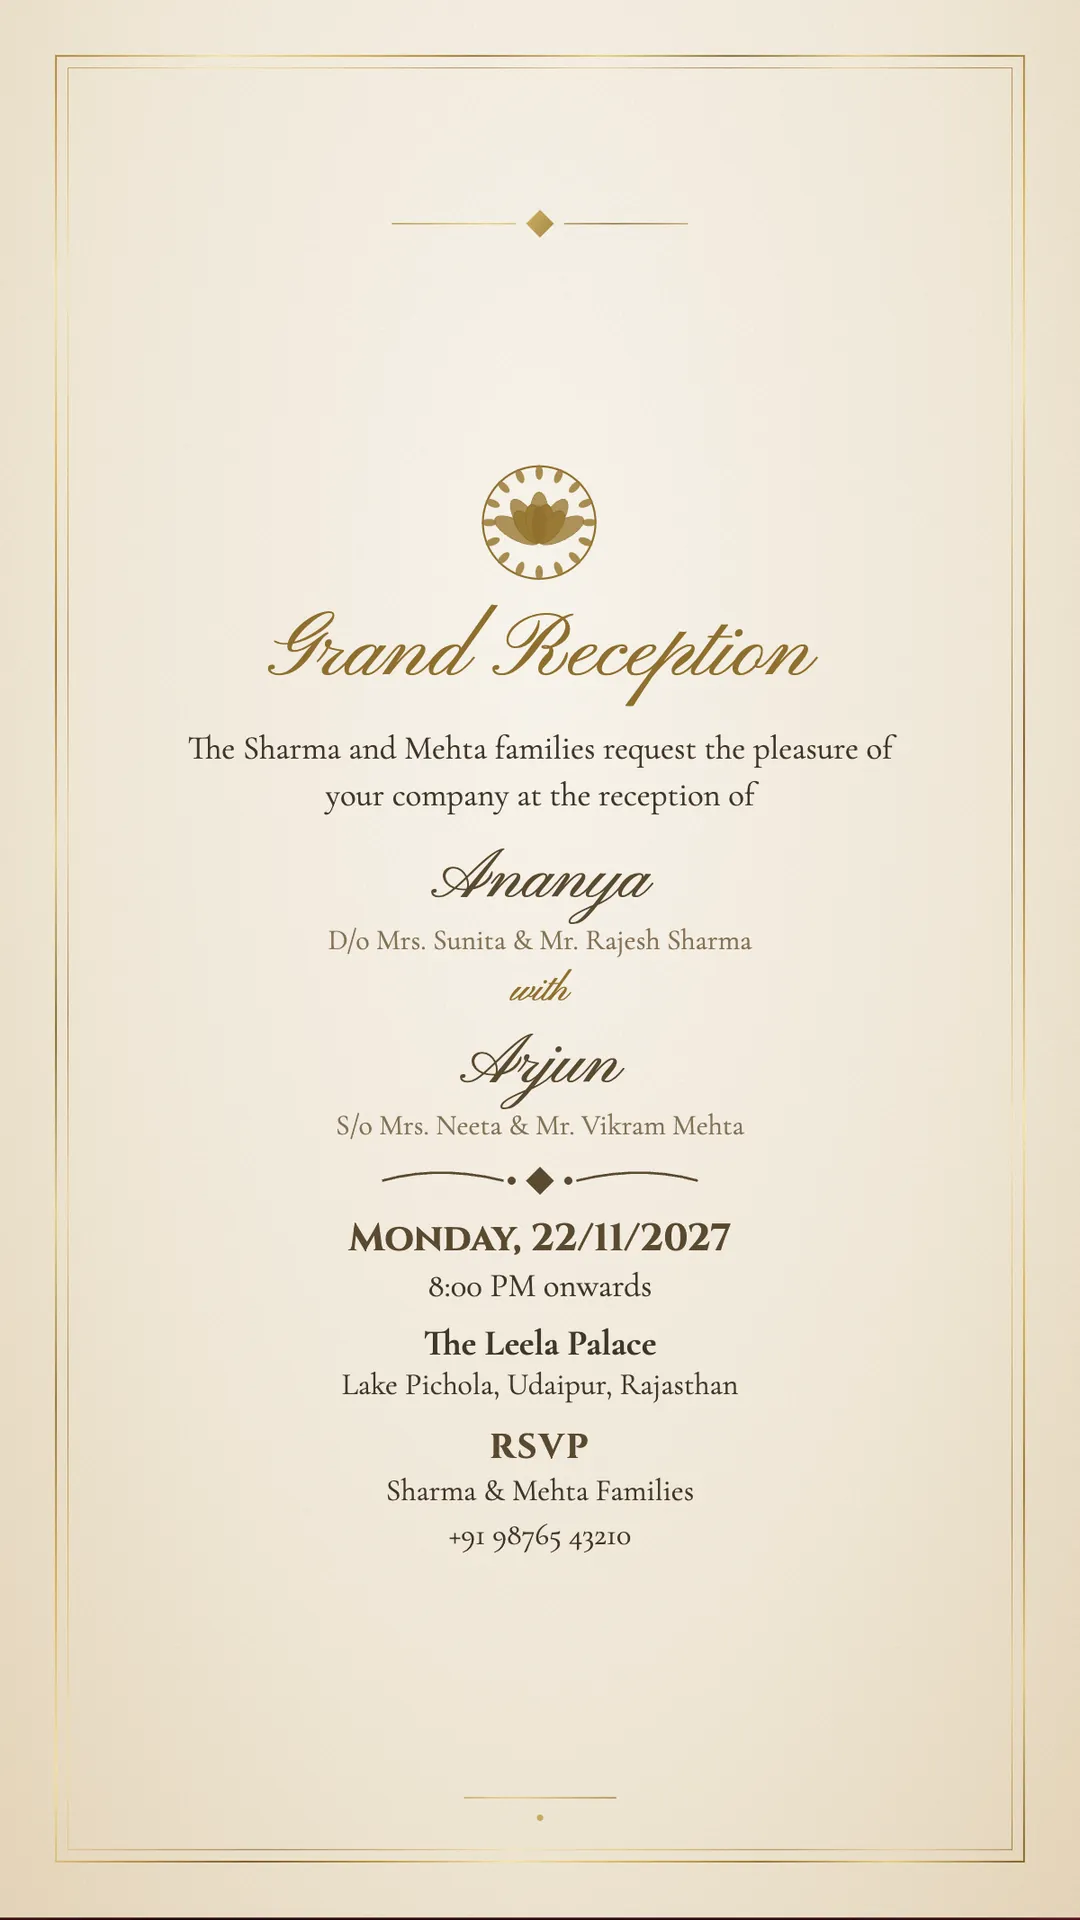 Grand Reception
The Sharma and Mehta families request the pleasure of
your company at the reception of
Ananya
D/o Mrs. Sunita & Mr. Rajesh Sharma
with
Arjun
S/o Mrs. Neeta & Mr. Vikram Mehta
Monday, 22/11/2027
8:00 PM onwards
The Leela Palace
Lake Pichola, Udaipur, Rajasthan
RSVP
Sharma & Mehta Families
+91 98765 43210